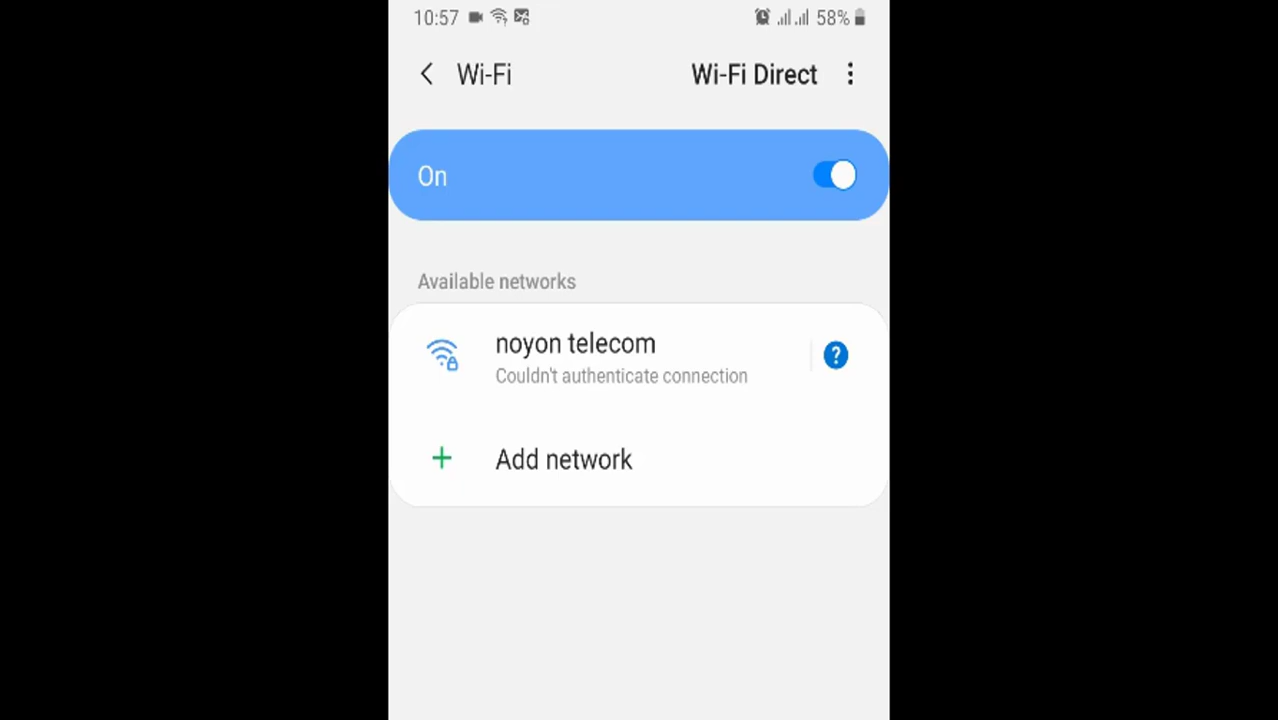 10:57 58%
Wi-Fi Wi-Fi Direct
On
Available networks
noyon telecom
Couldn't authenticate connection
?
Add network